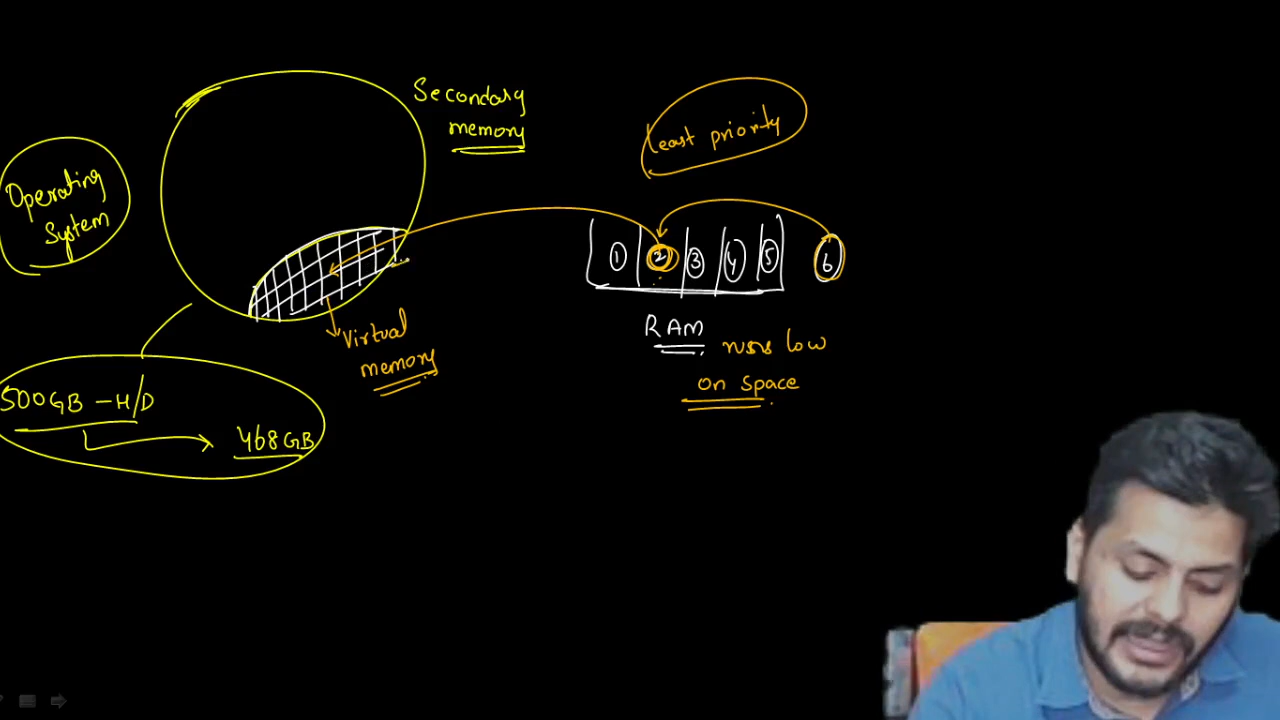 Secondary
memory
Least priority
Operating
System
1 2 3 4 5 6
RAM runs low
on space
Virtual
memory
500GB - H/D
468GB